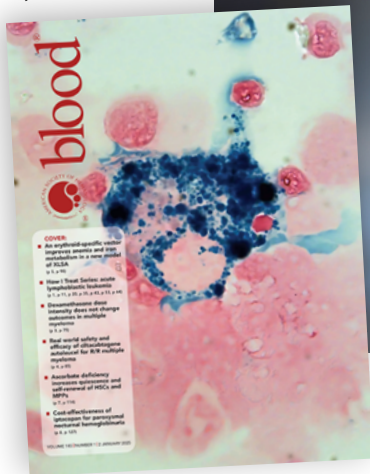 blood
AMERICAN SOCIETY OF
COVER:
An erythroid-specific vector
improves anemia and iron
metabolism in a new model
of XLSA
How I Treat Series: acute
lymphoblastic leukemia
Dexamethasone dose
intensity does not change
outcomes in multiple
myeloma
Real world safety and
efficacy of ciltacabtagene
autoleucel for R/R multiple
myeloma
Ascorbate deficiency
increases quiescence and
self-renewal of HSCs and
MPPs
Cost-effectiveness of
iptacopan for paroxysmal
nocturnal hemoglobinuria